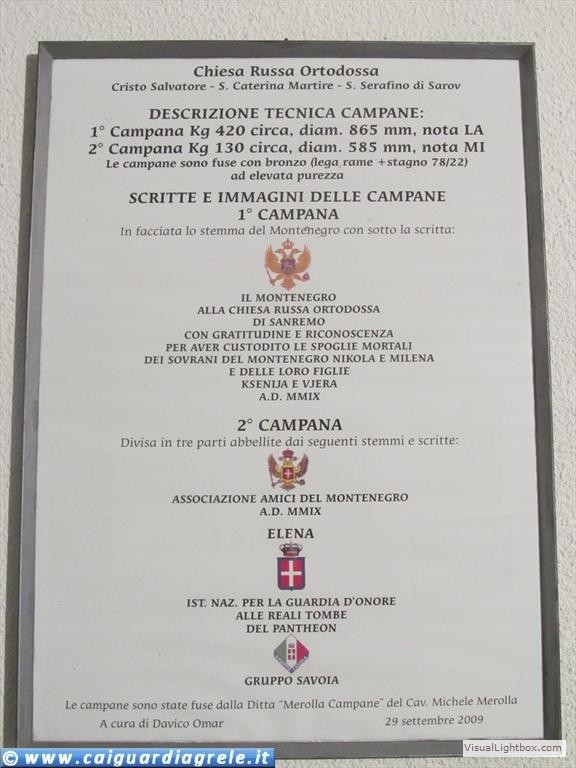 Chiesa Russa Ortodossa
Cristo Salvatore - S. Caterina Martire - S. Serafino di Sarov
DESCRIZIONE TECNICA CAMPANE:
1° Campana Kg 420 circa, diam. 865 mm, nota LA
2° Campana Kg 130 circa, diam. 585 mm, nota MI
Le campane sono fuse con bronzo (lega rame +stagno 78/22)
ad elevata purezza
SCRITTE E IMMAGINI DELLE CAMPANE
1° CAMPANA
In facciata lo stemma del Montenegro con sotto la scritta:
IL MONTENEGRO
ALLA CHIESA RUSSA ORTODOSSA
DI SANREMO
CON GRATITUDINE E RICONOSCENZA
PER AVER CUSTODITO LE SPOGLIE MORTALI
DEI SOVRANI DEL MONTENEGRO NIKOLA E MILENA
E DELLE LORO FIGLIE
KSENIJA E VJERA
A.D. MMIX
2° CAMPANA
Divisa in tre parti abbellite dai seguenti stemmi e scritte:
ASSOCIAZIONE AMICI DEL MONTENEGRO
A.D. MMIX
ELENA
IST. NAZ. PER LA GUARDIA D'ONORE
ALLE REALI TOMBE
DEL PANTHEON
GRUPPO SAVOIA
Le campane sono state fuse dalla Ditta "Merolla Campane" del Cav. Michele Merolla
A cura di Davico Omar 29 settembre 2009
© www.caiguardiagrele.it
VisualLightbox.com